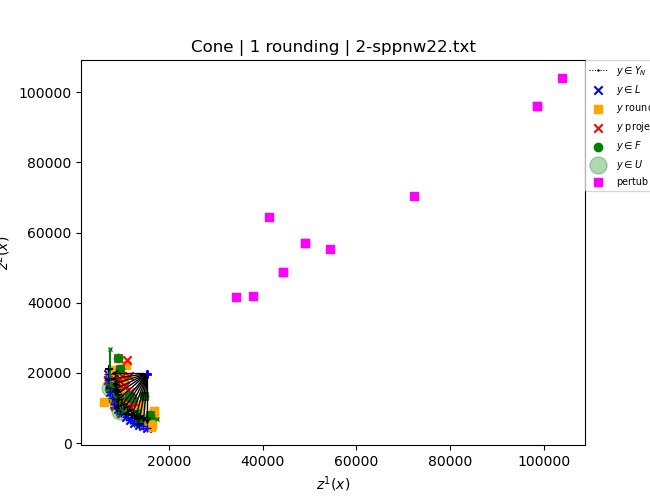 Cone | 1 rounding | 2-sppnw22.txt
100000
80000
60000
40000
20000
0
20000
40000
60000
80000
100000
z¹(x)
z²(x)
y ∈ Y_N
y ∈ L
y roun
y proje
y ∈ F
y ∈ U
pertub